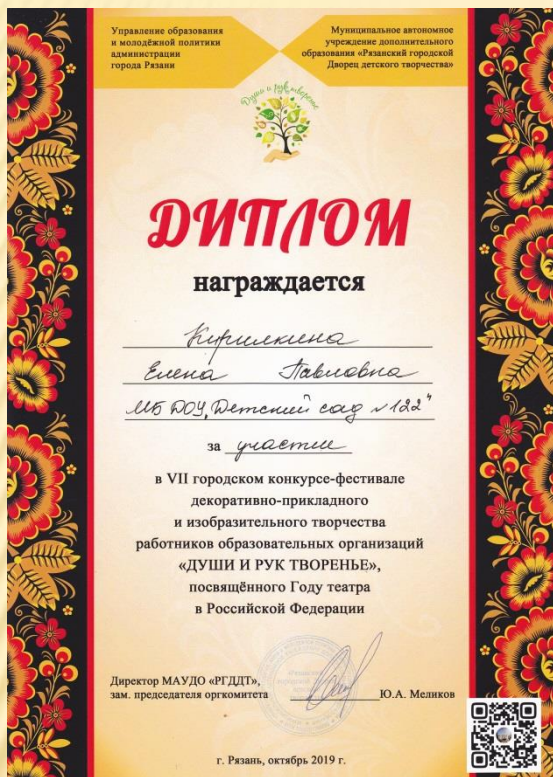 Управление образования
и молодёжной политики
администрации
города Рязани
Муниципальное автономное
учреждение дополнительного
образования «Рязанский городской
Дворец детского творчества»
Души и рук творенье
ДИПЛОМ
награждается
Кирилкина
Елена Павловна
МБДОУ „Детский сад №122"
за участие
в VII городском конкурсе-фестивале
декоративно-прикладного
и изобразительного творчества
работников образовательных организаций
«ДУШИ И РУК ТВОРЕНЬЕ»,
посвящённого Году театра
в Российской Федерации
Директор МАУДО «РГДДТ»,
зам. председателя оргкомитета
Ю.А. Меликов
г. Рязань, октябрь 2019 г.